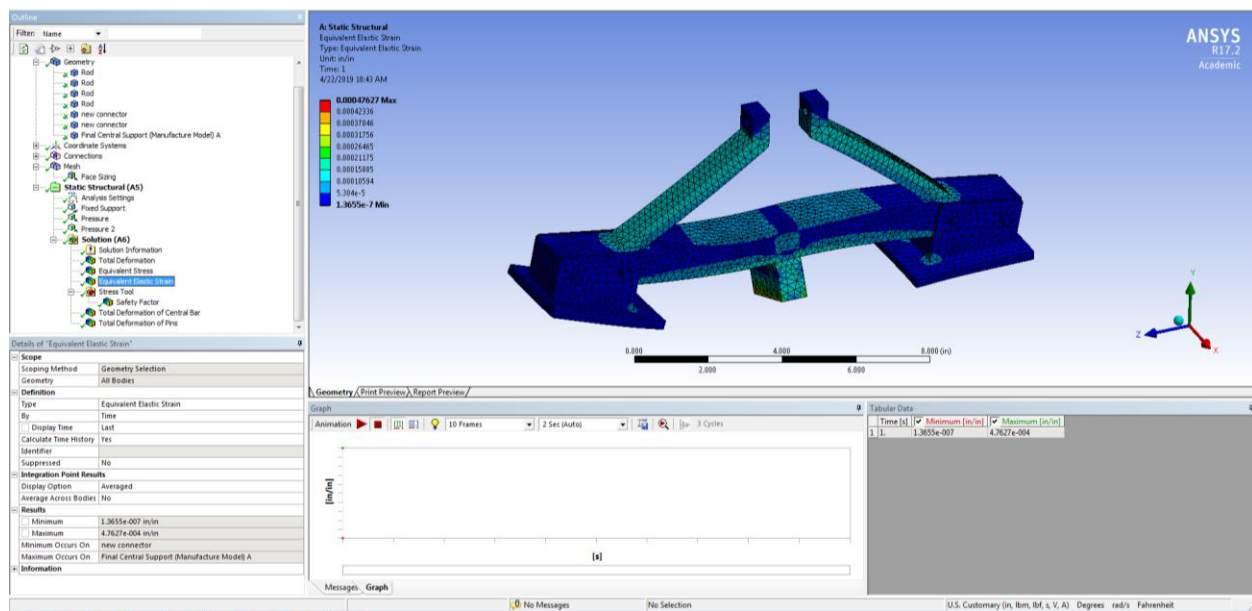 Outline
Filter: Name
Geometry
Rod
Rod
Rod
Rod
new connector
new connector
Final Central Support (Manufacture Model) A
Coordinate Systems
Connections
Mesh
Face Sizing
Static Structural (A5)
Analysis Settings
Fixed Support
Pressure
Pressure 2
Solution (A6)
Solution Information
Total Deformation
Equivalent Stress
Equivalent Elastic Strain
Stress Tool
Safety Factor
Total Deformation of Central Bar
Total Deformation of Pins
Details of "Equivalent Elastic Strain"
Scope
Scoping Method Geometry Selection
Geometry All Bodies
Definition
Type Equivalent Elastic Strain
By Time
Display Time Last
Calculate Time History Yes
Identifier
Suppressed No
Integration Point Results
Display Option Averaged
Average Across Bodies No
Results
Minimum 1.3655e-007 in/in
Maximum 4.7627e-004 in/in
Minimum Occurs On new connector
Maximum Occurs On Final Central Support (Manufacture Model) A
Information
A: Static Structural
Equivalent Elastic Strain
Type: Equivalent Elastic Strain
Unit: in/in
Time: 1
4/22/2019 10:43 AM
0.00047627 Max
0.00042336
0.00037046
0.00031756
0.00026465
0.00021175
0.00015885
0.00010594
5.304e-5
1.3655e-7 Min
ANSYS
R17.2
Academic
Y
Z
X
0.000 4.000 8.000 (in)
2.000 6.000
Geometry Print Preview Report Preview
Graph
Animation 10 Frames 2 Sec (Auto) 3 Cycles
[in/in]
[s]
Messages Graph
Tabular Data
Time [s] Minimum [in/in] Maximum [in/in]
1 1. 1.3655e-007 4.7627e-004
No Messages No Selection U.S. Customary (in, lbm, lbf, s, V, A) Degrees rad/s Fahrenheit